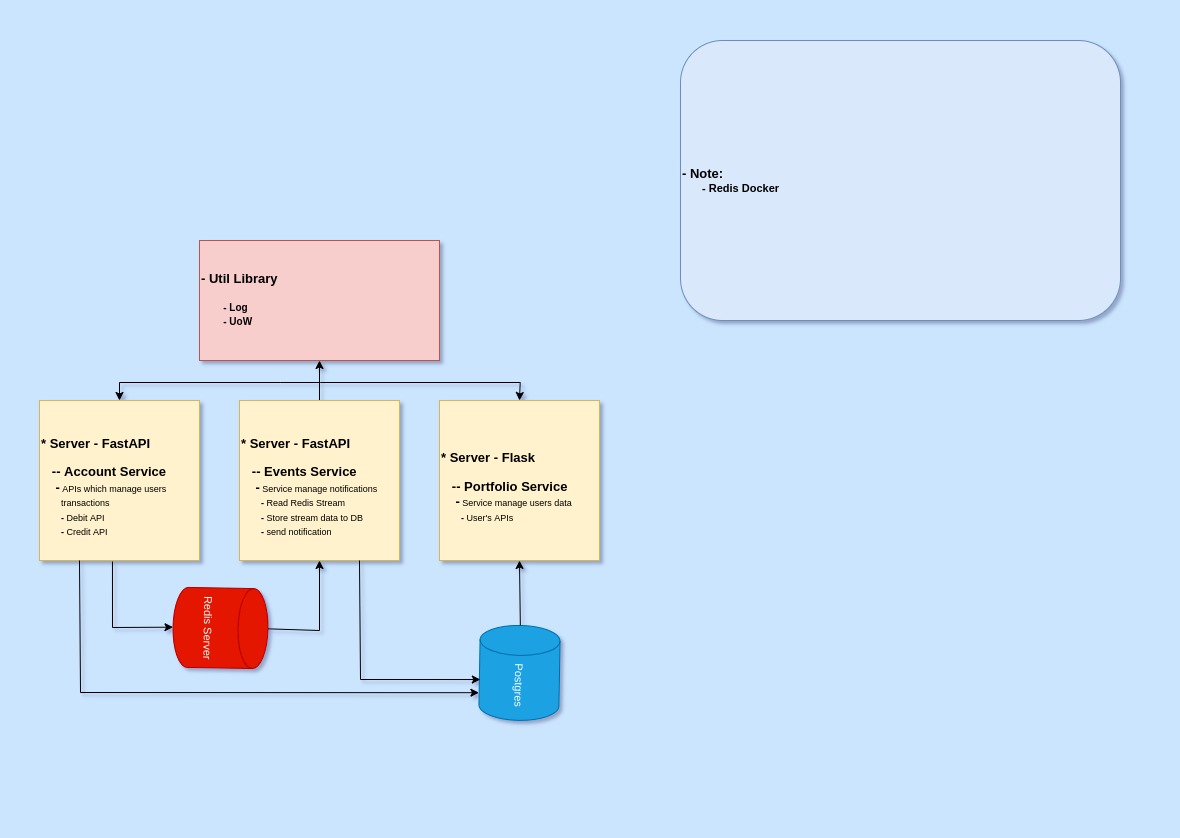 - Note:
- Redis Docker
- Util Library
- Log
- UoW
* Server - FastAPI
-- Account Service
- APIs which manage users
transactions
- Debit API
- Credit API
* Server - FastAPI
-- Events Service
- Service manage notifications
- Read Redis Stream
- Store stream data to DB
- send notification
* Server - Flask
-- Portfolio Service
- Service manage users data
- User's APIs
Redis Server
Postgres